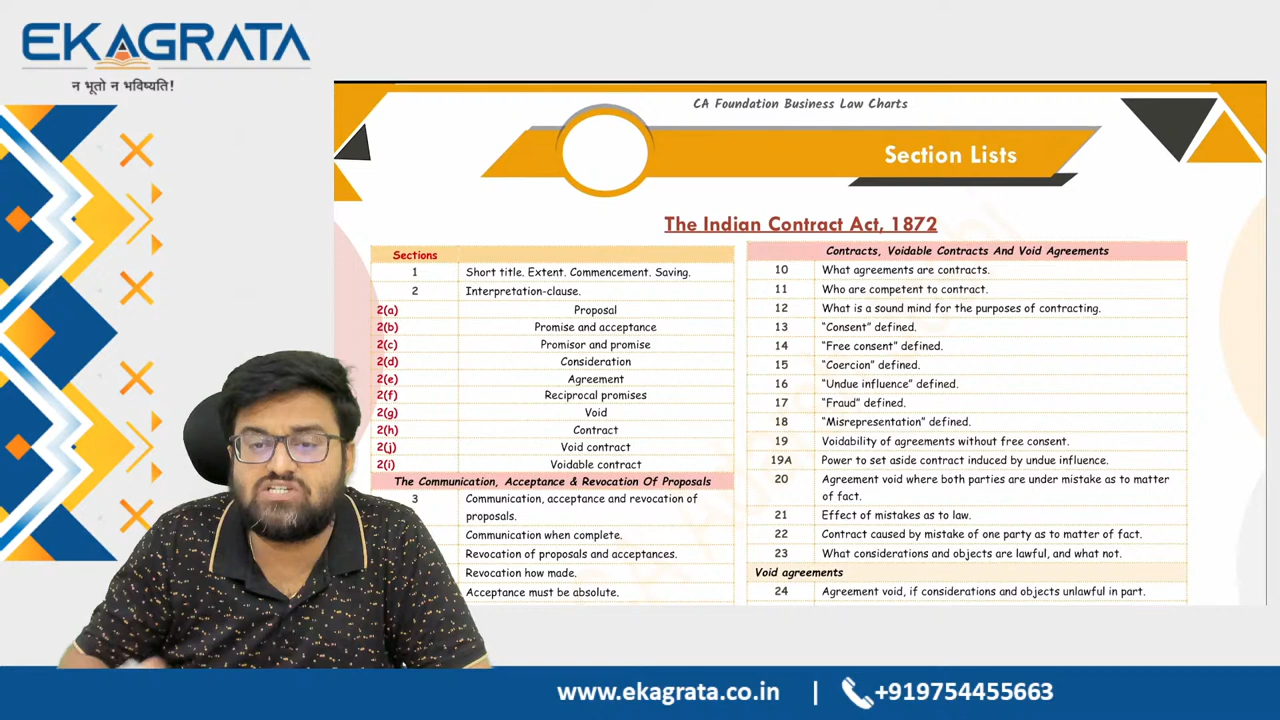 EKAGRATA
न भूतो न भविष्यति!
CA Foundation Business Law Charts
Section Lists
The Indian Contract Act, 1872
Sections
1 Short title. Extent. Commencement. Saving.
2 Interpretation-clause.
2(a) Proposal
2(b) Promise and acceptance
2(c) Promisor and promise
2(d) Consideration
2(e) Agreement
2(f) Reciprocal promises
2(g) Void
2(h) Contract
2(j) Void contract
2(i) Voidable contract
The Communication, Acceptance & Revocation Of Proposals
3 Communication, acceptance and revocation of
proposals.
Communication when complete.
Revocation of proposals and acceptances.
Revocation how made.
Acceptance must be absolute.
Contracts, Voidable Contracts And Void Agreements
10 What agreements are contracts.
11 Who are competent to contract.
12 What is a sound mind for the purposes of contracting.
13 “Consent” defined.
14 “Free consent” defined.
15 “Coercion” defined.
16 “Undue influence” defined.
17 “Fraud” defined.
18 “Misrepresentation” defined.
19 Voidability of agreements without free consent.
19A Power to set aside contract induced by undue influence.
20 Agreement void where both parties are under mistake as to matter
of fact.
21 Effect of mistakes as to law.
22 Contract caused by mistake of one party as to matter of fact.
23 What considerations and objects are lawful, and what not.
Void agreements
24 Agreement void, if considerations and objects unlawful in part.
www.ekagrata.co.in | +919754455663